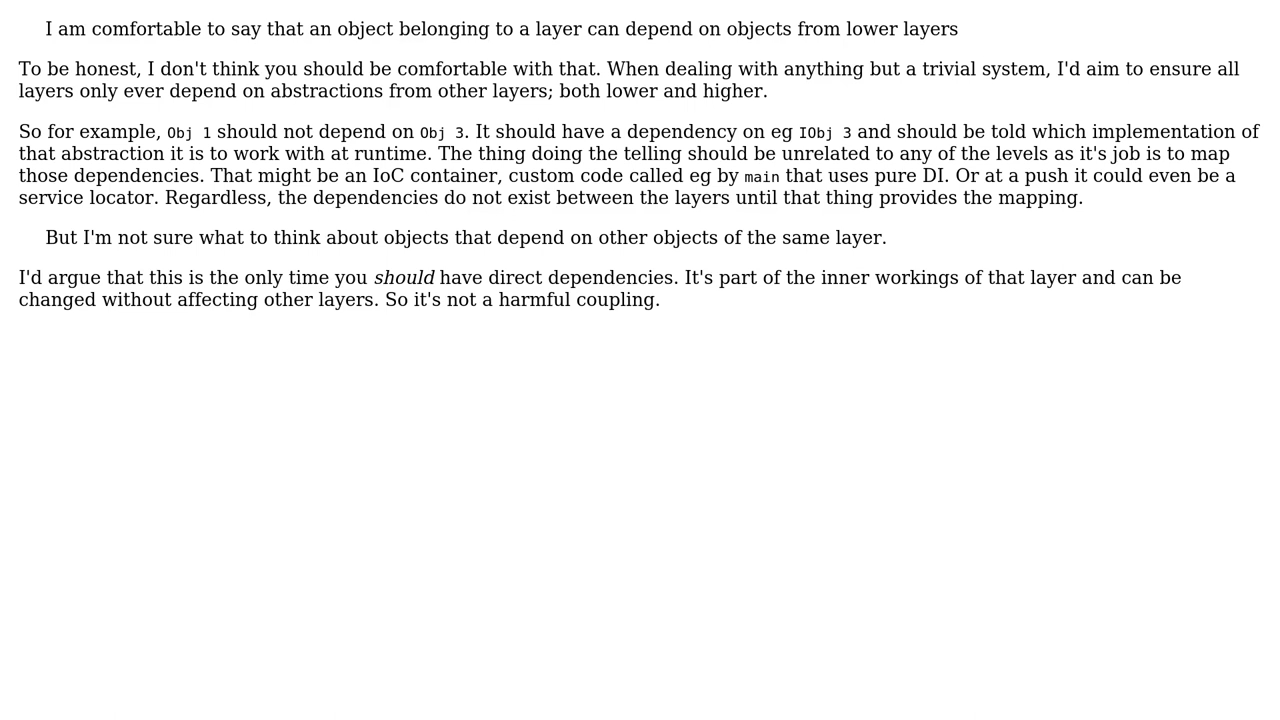 I am comfortable to say that an object belonging to a layer can depend on objects from lower layers
To be honest, I don't think you should be comfortable with that. When dealing with anything but a trivial system, I'd aim to ensure all
layers only ever depend on abstractions from other layers; both lower and higher.
So for example, Obj 1 should not depend on Obj 3. It should have a dependency on eg IObj 3 and should be told which implementation of
that abstraction it is to work with at runtime. The thing doing the telling should be unrelated to any of the levels as it's job is to map
those dependencies. That might be an IoC container, custom code called eg by main that uses pure DI. Or at a push it could even be a
service locator. Regardless, the dependencies do not exist between the layers until that thing provides the mapping.
But I'm not sure what to think about objects that depend on other objects of the same layer.
I'd argue that this is the only time you should have direct dependencies. It's part of the inner workings of that layer and can be
changed without affecting other layers. So it's not a harmful coupling.